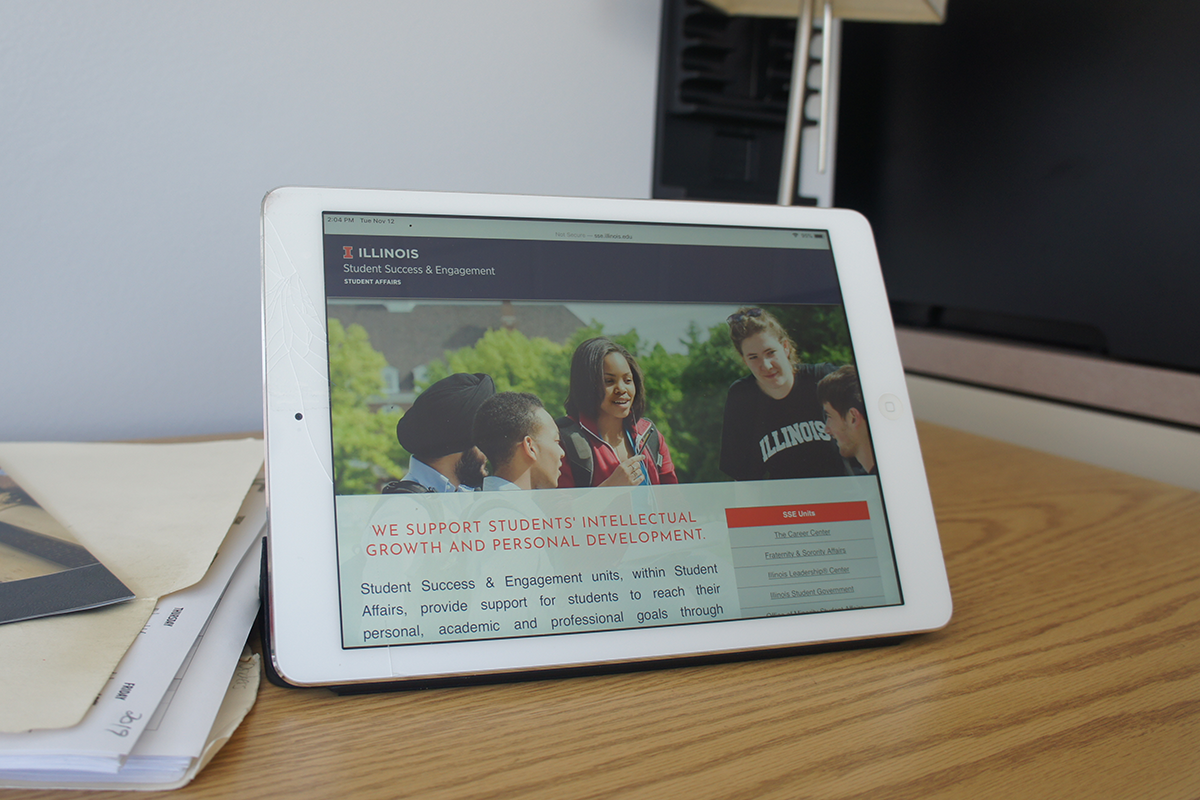 2:04 PM Tue Nov 12
Not Secure — sse.illinois.edu
I ILLINOIS
Student Success & Engagement
STUDENT AFFAIRS
ILLINOIS
WE SUPPORT STUDENTS' INTELLECTUAL
GROWTH AND PERSONAL DEVELOPMENT.
Student Success & Engagement units, within Student
Affairs, provide support for students to reach their
personal, academic and professional goals through
SSE Units
The Career Center
Fraternity & Sorority Affairs
Illinois Leadership® Center
Illinois Student Government
THURSDAY
FRIDAY
2019